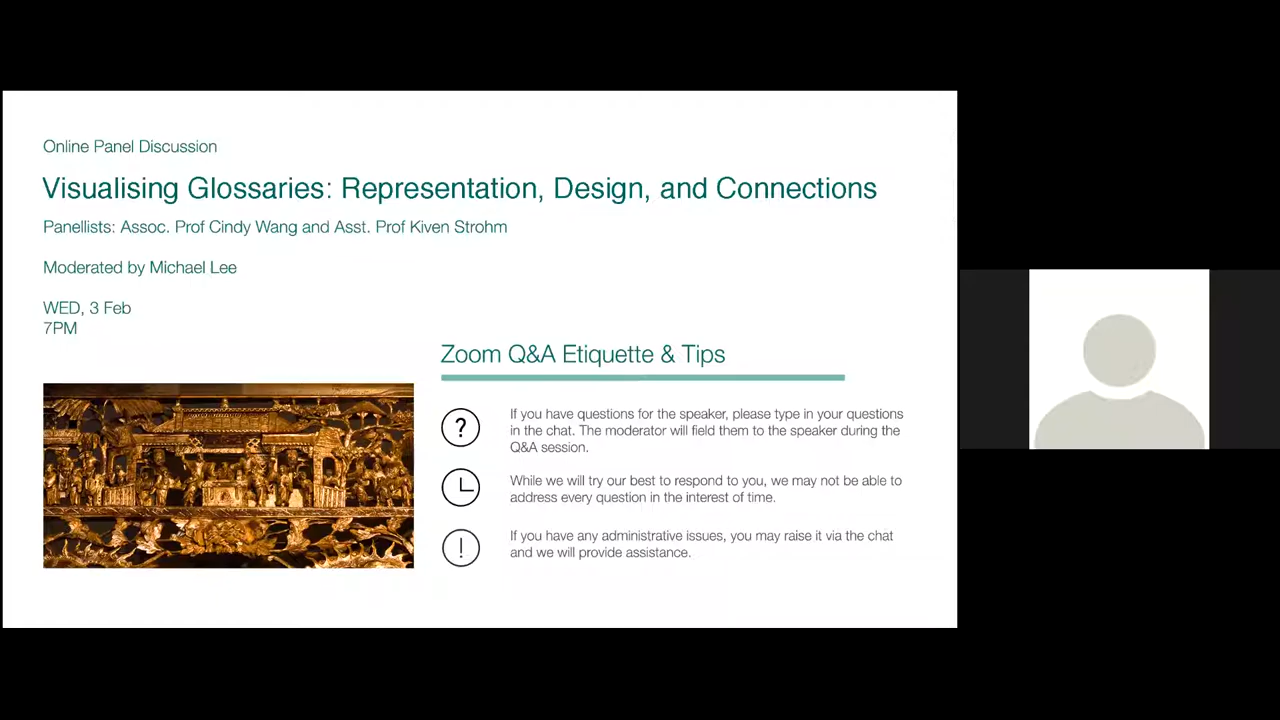 Online Panel Discussion
Visualising Glossaries: Representation, Design, and Connections
Panellists: Assoc. Prof Cindy Wang and Asst. Prof Kiven Strohm
Moderated by Michael Lee
WED, 3 Feb
7PM
Zoom Q&A Etiquette & Tips
?
If you have questions for the speaker, please type in your questions
in the chat. The moderator will field them to the speaker during the
Q&A session.
While we will try our best to respond to you, we may not be able to
address every question in the interest of time.
!
If you have any administrative issues, you may raise it via the chat
and we will provide assistance.